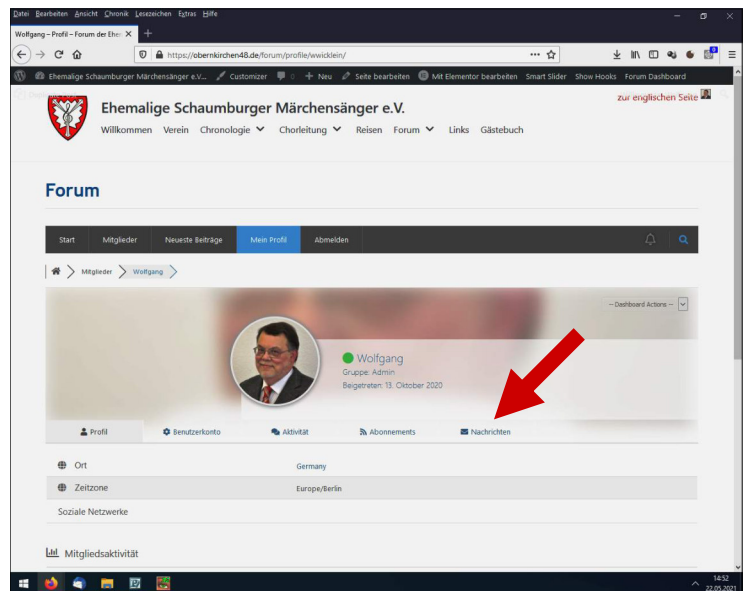 Datei Bearbeiten Ansicht Chronik Lesezeichen Extras Hilfe
Wolfgang – Profil – Forum der Ehe
https://obernkirchen48.de/forum/profile/wwicklein/
Ehemalige Schaumburger Märchensänger e.V... Customizer 0 Neu Seite bearbeiten Mit Elementor bearbeiten Smart Slider Show Hooks Forum Dashboard
zur englischen Seite
Ehemalige Schaumburger Märchensänger e.V.
Willkommen Verein Chronologie Chorleitung Reisen Forum Links Gästebuch
Forum
Start Mitglieder Neueste Beiträge Mein Profil Abmelden
Mitglieder Wolfgang
-- Dashboard Actions --
Wolfgang
Gruppe: Admin
Beigetreten: 13. Oktober 2020
Profil Benutzerkonto Aktivität Abonnements Nachrichten
Ort Germany
Zeitzone Europe/Berlin
Soziale Netzwerke
Mitgliedsaktivität
14:52
22.05.2021